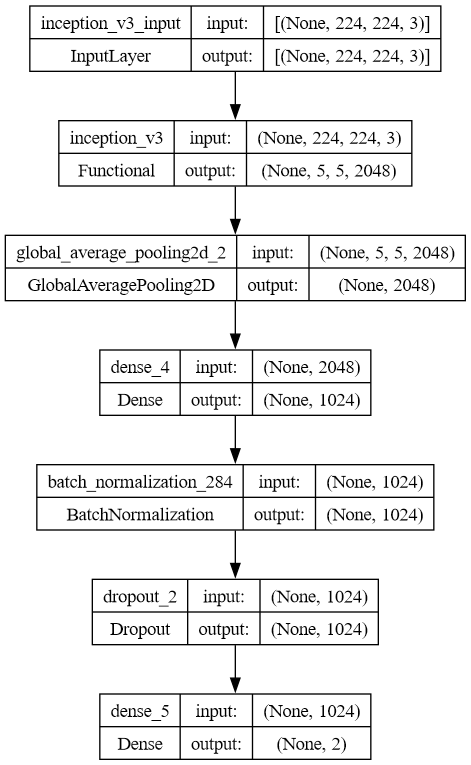 inception_v3_input input: [(None, 224, 224, 3)]
InputLayer output: [(None, 224, 224, 3)]
inception_v3 input: (None, 224, 224, 3)
Functional output: (None, 5, 5, 2048)
global_average_pooling2d_2 input: (None, 5, 5, 2048)
GlobalAveragePooling2D output: (None, 2048)
dense_4 input: (None, 2048)
Dense output: (None, 1024)
batch_normalization_284 input: (None, 1024)
BatchNormalization output: (None, 1024)
dropout_2 input: (None, 1024)
Dropout output: (None, 1024)
dense_5 input: (None, 1024)
Dense output: (None, 2)